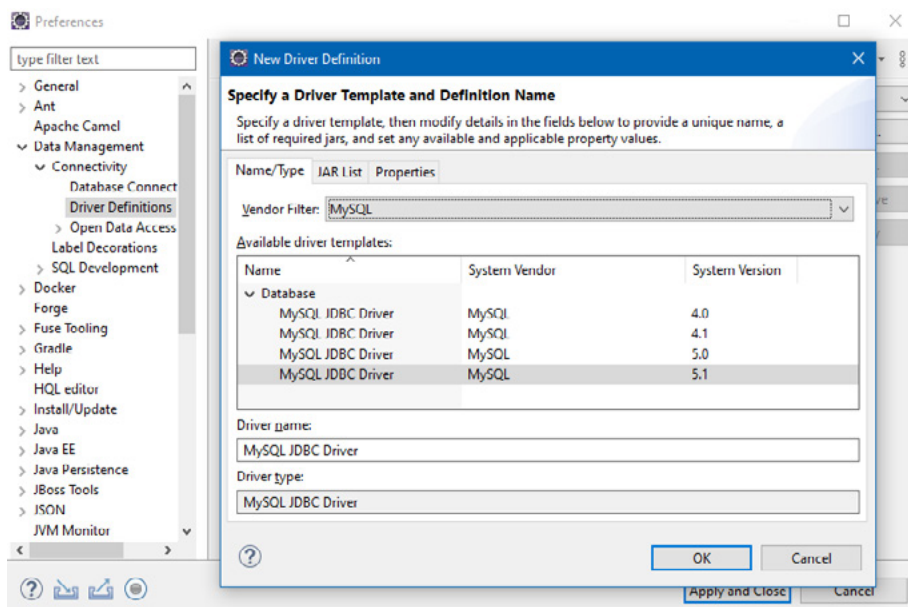 Preferences
type filter text
General
Ant
Apache Camel
Data Management
Connectivity
Database Connect
Driver Definitions
Open Data Access
Label Decorations
SQL Development
Docker
Forge
Fuse Tooling
Gradle
Help
HQL editor
Install/Update
Java
Java EE
Java Persistence
JBoss Tools
JSON
JVM Monitor
New Driver Definition
Specify a Driver Template and Definition Name
Specify a driver template, then modify details in the fields below to provide a unique name, a
list of required jars, and set any available and applicable property values.
Name/Type JAR List Properties
Vendor Filter: MySQL
Available driver templates:
Name System Vendor System Version
Database
MySQL JDBC Driver MySQL 4.0
MySQL JDBC Driver MySQL 4.1
MySQL JDBC Driver MySQL 5.0
MySQL JDBC Driver MySQL 5.1
Driver name:
MySQL JDBC Driver
Driver type:
MySQL JDBC Driver
OK Cancel
Apply and Close Cancel